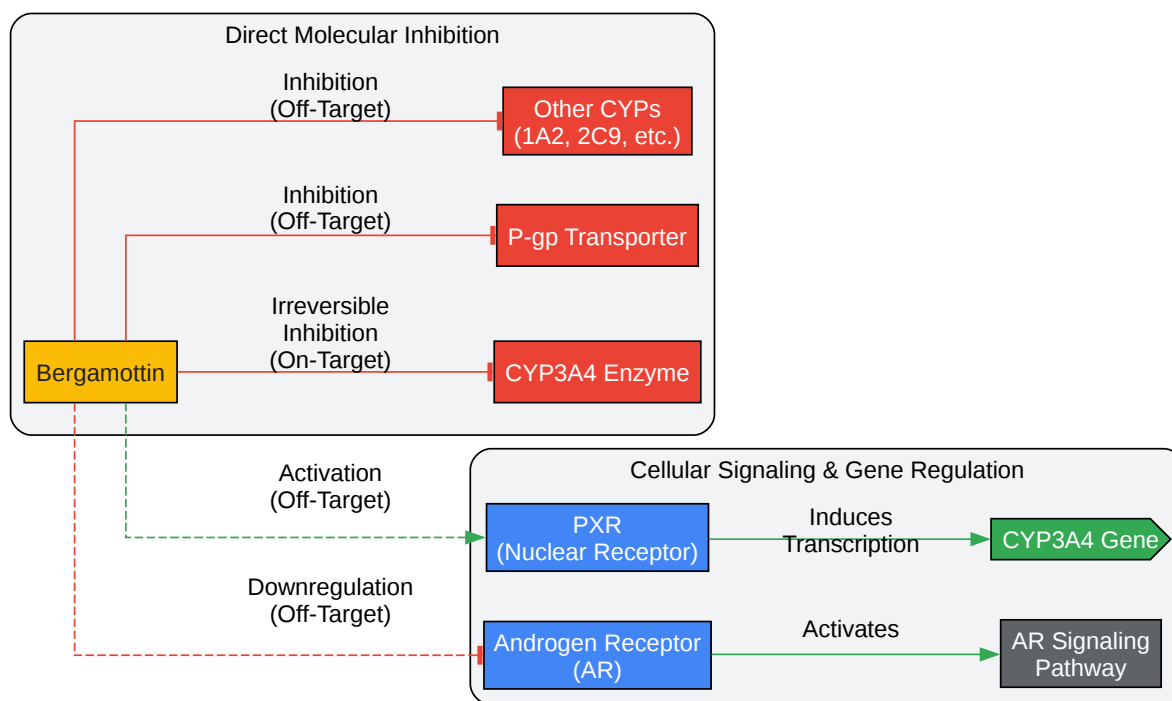 Direct Molecular Inhibition
Inhibition
(Off-Target)
Other CYPs
(1A2, 2C9, etc.)
Inhibition
(Off-Target)
P-gp Transporter
Irreversible
Inhibition
(On-Target)
Bergamottin
CYP3A4 Enzyme
Cellular Signaling & Gene Regulation
Activation
(Off-Target)
PXR
(Nuclear Receptor)
Induces
Transcription
CYP3A4 Gene
Downregulation
(Off-Target)
Androgen Receptor
(AR)
Activates
AR Signaling
Pathway